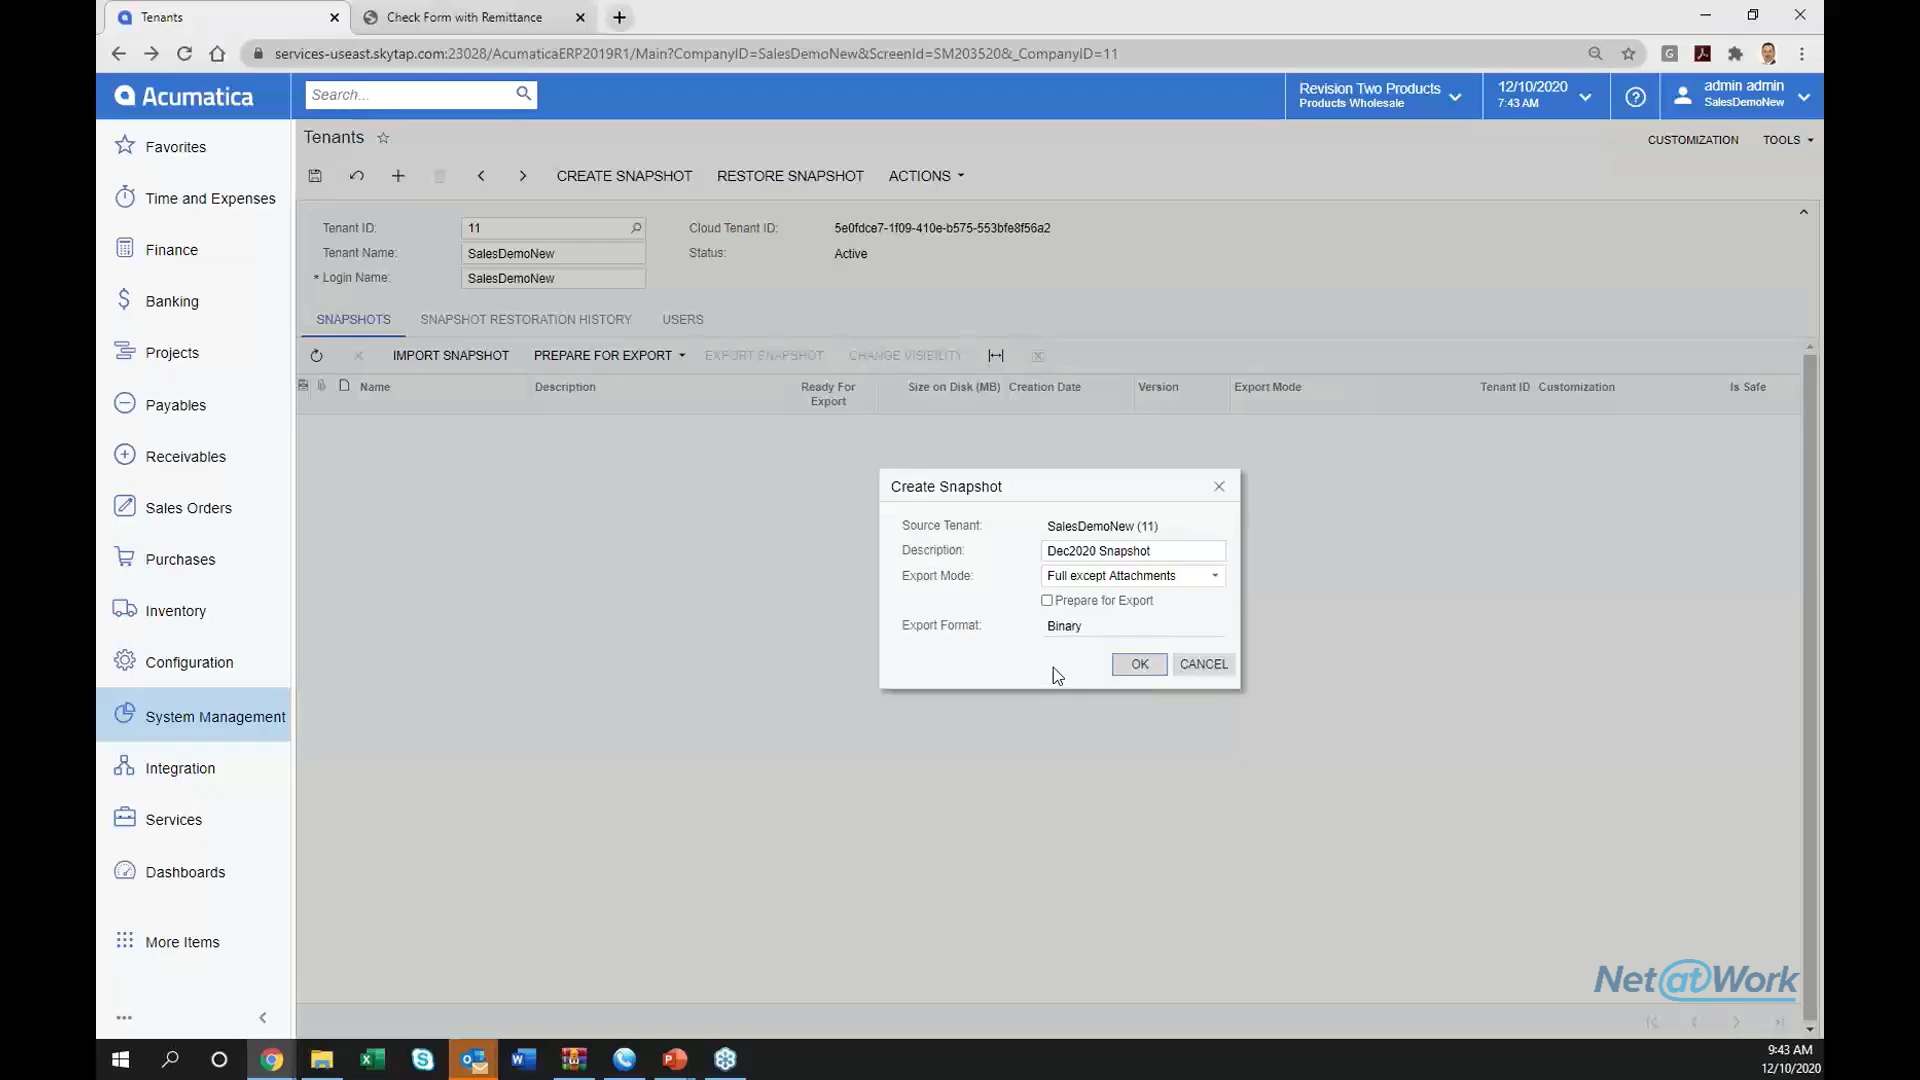 Tenants
Check Form with Remittance
services-useast.skytap.com:23028/AcumaticaERP2019R1/Main?CompanyID=SalesDemoNew&ScreenId=SM203520&_CompanyID=11
Acumatica
Search...
Revision Two Products
Products Wholesale
12/10/2020
7:43 AM
admin admin
SalesDemoNew
Favorites
Time and Expenses
Finance
Banking
Projects
Payables
Receivables
Sales Orders
Purchases
Inventory
Configuration
System Management
Integration
Services
Dashboards
More Items
Tenants
CUSTOMIZATION
TOOLS
CREATE SNAPSHOT
RESTORE SNAPSHOT
ACTIONS
Tenant ID: 11
Cloud Tenant ID: 5e0fdce7-1f09-410e-b575-553bfe8f56a2
Tenant Name: SalesDemoNew
Status: Active
* Login Name: SalesDemoNew
SNAPSHOTS
SNAPSHOT RESTORATION HISTORY
USERS
IMPORT SNAPSHOT
PREPARE FOR EXPORT
EXPORT SNAPSHOT
CHANGE VISIBILITY
Name
Description
Ready For
Export
Size on Disk (MB)
Creation Date
Version
Export Mode
Tenant ID
Customization
Is Safe
Create Snapshot
Source Tenant: SalesDemoNew (11)
Description: Dec2020 Snapshot
Export Mode: Full except Attachments
Prepare for Export
Export Format: Binary
OK
CANCEL
Net@Work
9:43 AM
12/10/2020